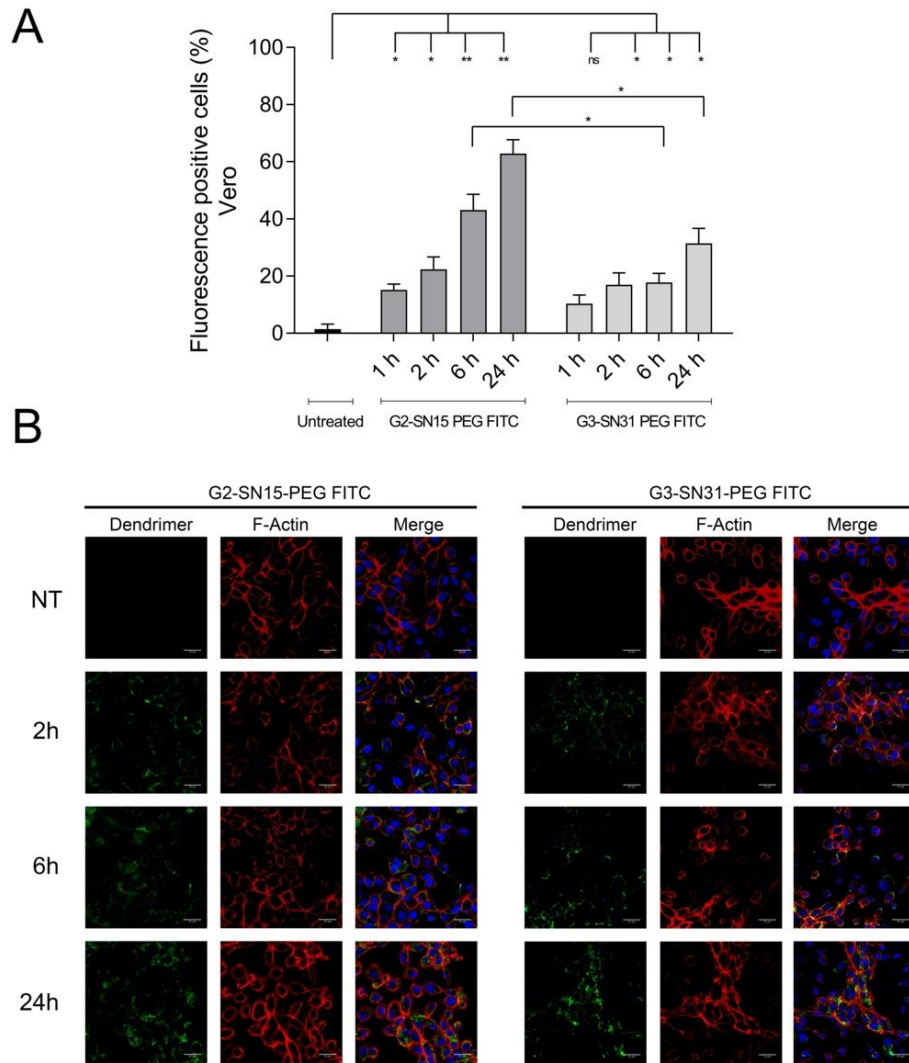 A
Fluorescence positive cells (%)
Vero
100
80
60
40
20
0
* * ** **
ns * * *
*
*
1 h 2 h 6 h 24 h
1 h 2 h 6 h 24 h
Untreated
G2-SN15 PEG FITC
G3-SN31 PEG FITC
B
G2-SN15-PEG FITC
G3-SN31-PEG FITC
Dendrimer F-Actin Merge
Dendrimer F-Actin Merge
NT
2h
6h
24h